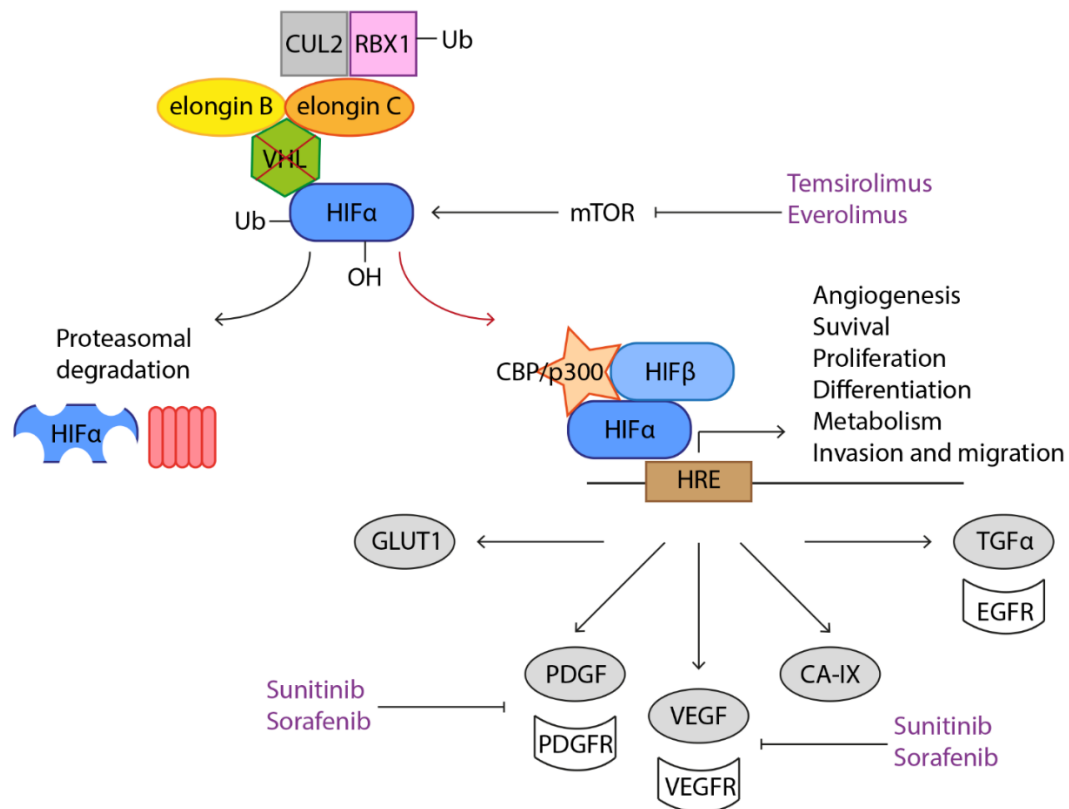 CUL2
RBX1
Ub
elongin B
elongin C
VHL
Ub
HIFα
OH
mTOR
Temsirolimus
Everolimus
Proteasomal
degradation
HIFα
CBP/p300
HIFβ
HIFα
HRE
Angiogenesis
Suvival
Proliferation
Differentiation
Metabolism
Invasion and migration
GLUT1
TGFα
EGFR
PDGF
PDGFR
VEGF
VEGFR
CA-IX
Sunitinib
Sorafenib
Sunitinib
Sorafenib